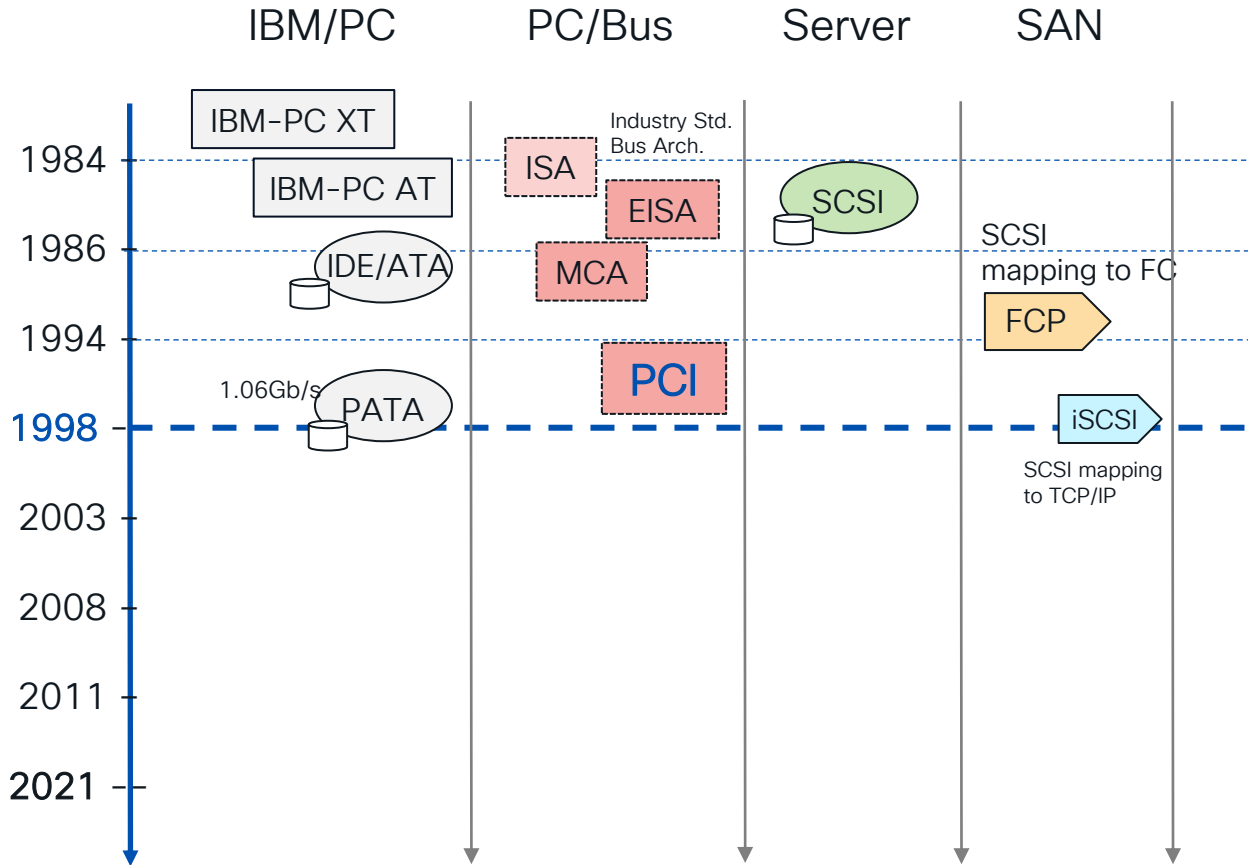 IBM/PC
PC/Bus
Server
SAN
IBM-PC XT
Industry Std.
Bus Arch.
1984
ISA
IBM-PC AT
EISA
SCSI
1986
SCSI
mapping to FC
IDE/ATA
MCA
FCP
1994
PCI
1.06Gb/s
PATA
iSCSI
1998
SCSI mapping
to TCP/IP
2003
2008
2011
2021